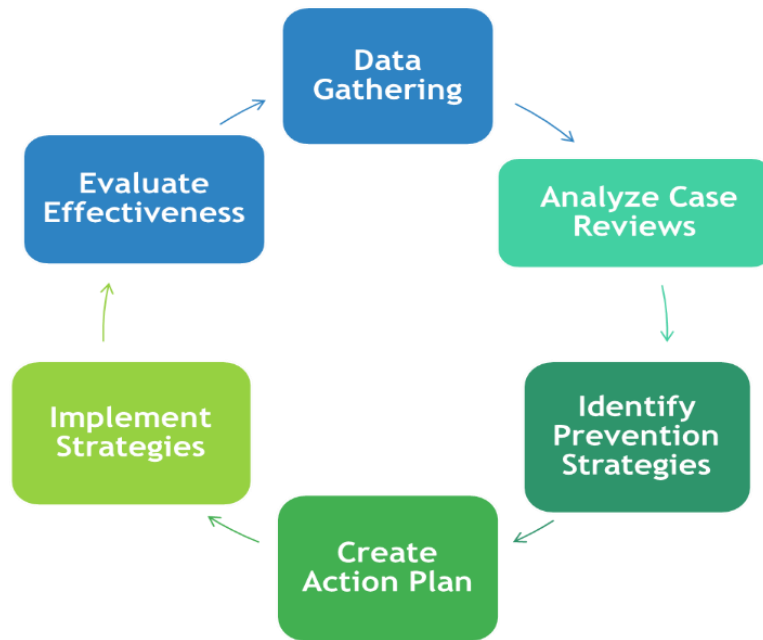 Data
Gathering
Analyze Case
Reviews
Identify
Prevention
Strategies
Create
Action Plan
Implement
Strategies
Evaluate
Effectiveness